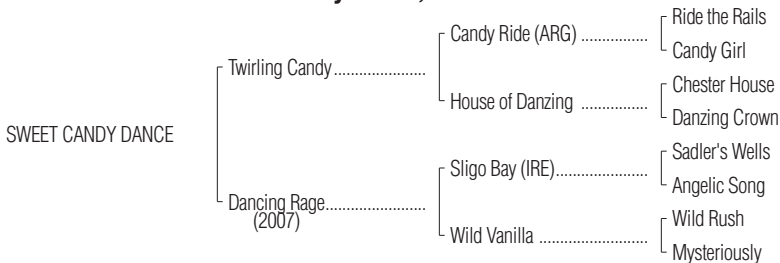 Ride the Rails
Candy Ride (ARG) ................
Candy Girl
Twirling Candy......................
Chester House
House of Danzing ................
Danzing Crown
SWEET CANDY DANCE
Sadler's Wells
Sligo Bay (IRE)......................
Angelic Song
Dancing Rage........................
(2007)
Wild Rush
Wild Vanilla ..........................
Mysteriously